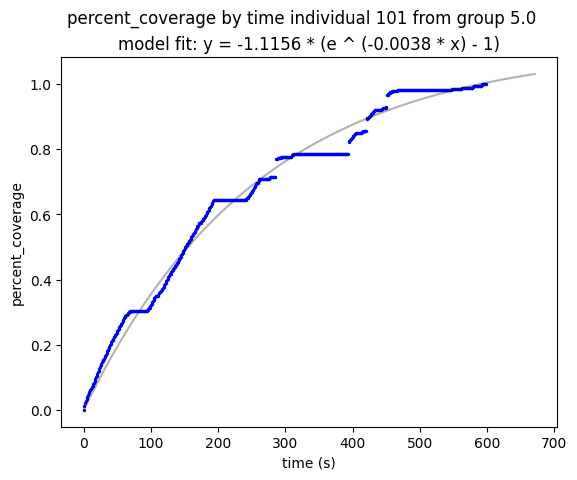 percent_coverage by time individual 101 from group 5.0
model fit: y = -1.1156 * (e ^ (-0.0038 * x) - 1)
1.0
0.8
0.6
0.4
0.2
0.0
percent_coverage
0 100 200 300 400 500 600 700
time (s)